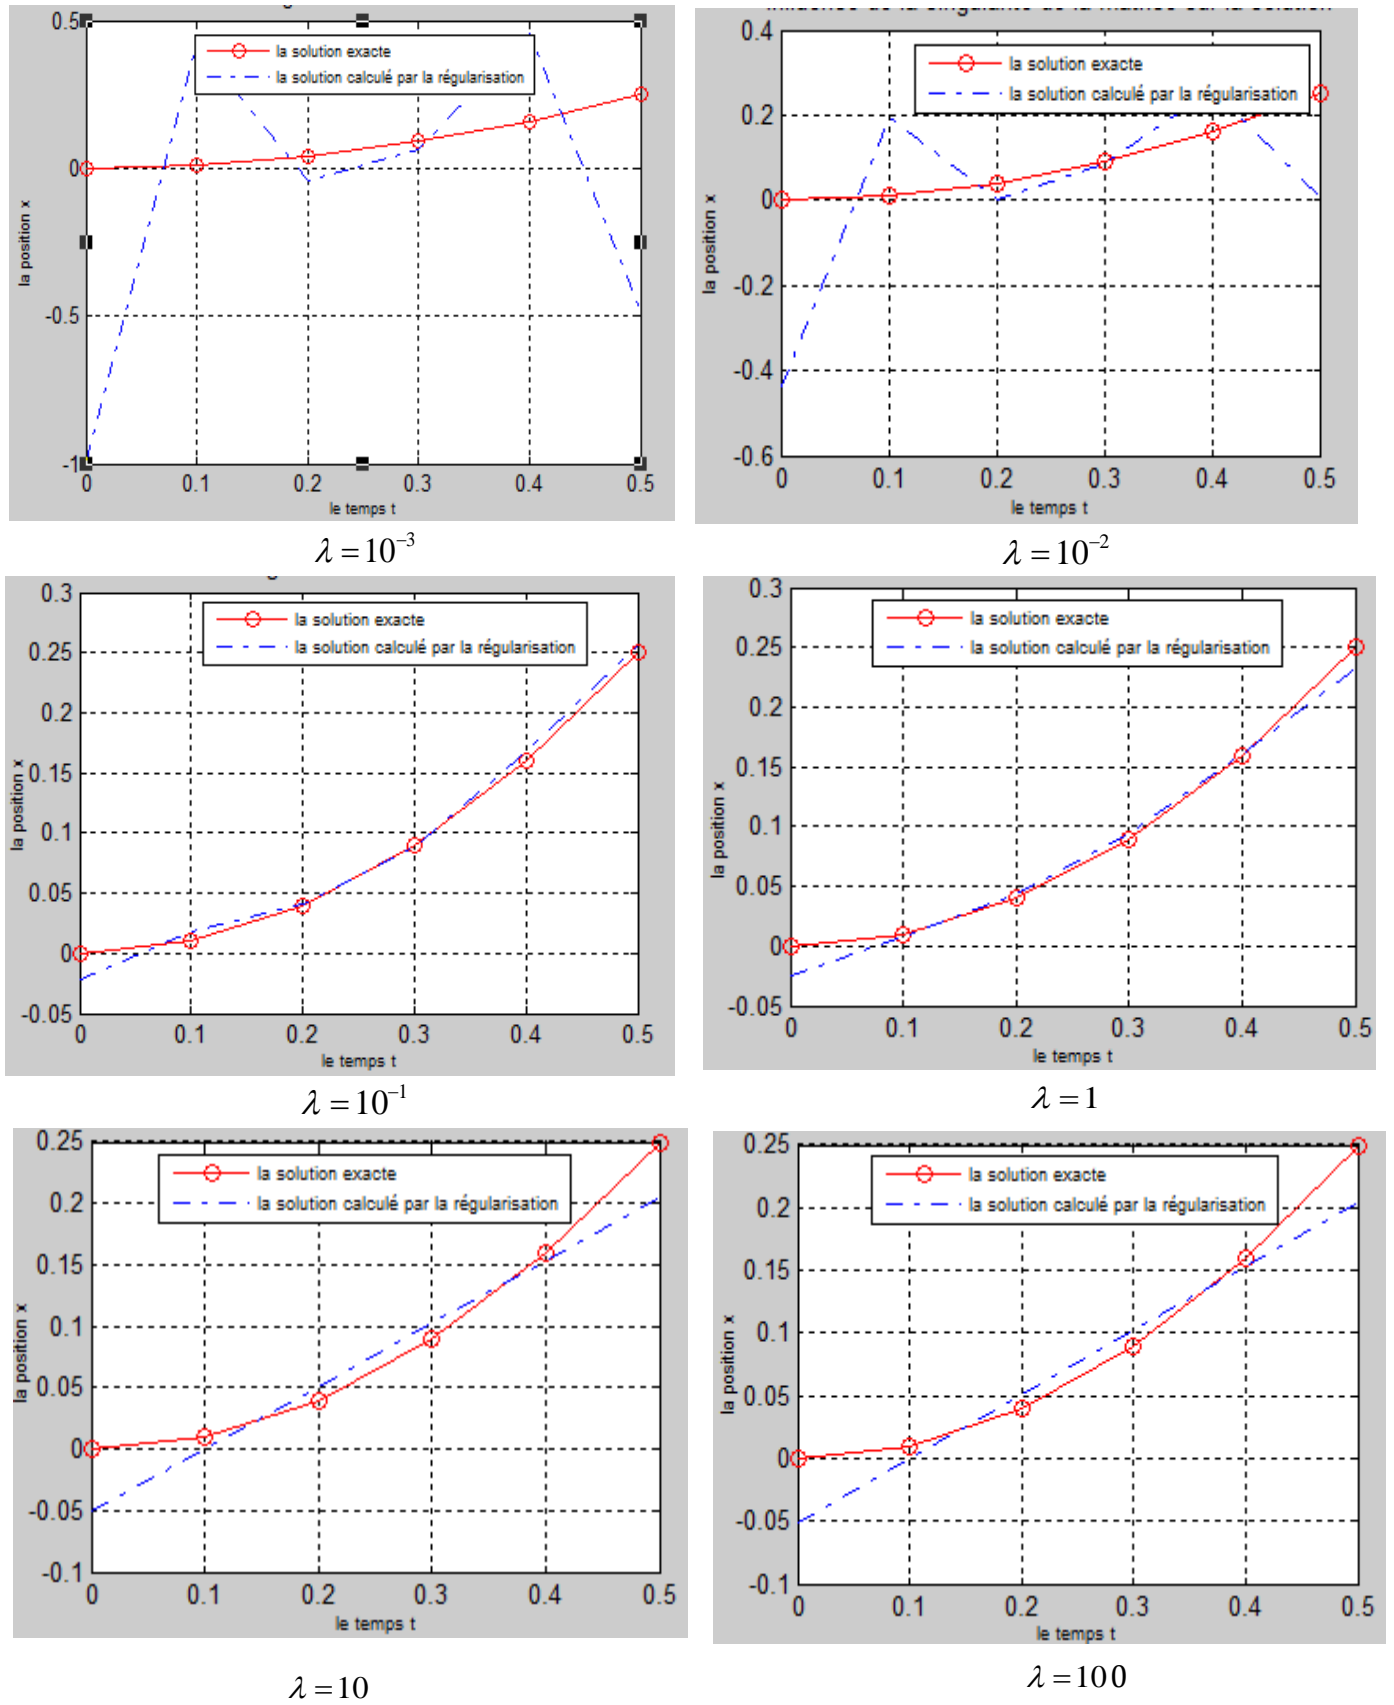 Influence de la singularité de la matrice sur la solution
0.5
0
-0.5
-1
la position x
la solution exacte
la solution calculé par la régularisation
0 0.1 0.2 0.3 0.4 0.5
le temps t
λ = 10⁻³
0.4
0.2
0
-0.2
-0.4
-0.6
la position x
la solution exacte
la solution calculé par la régularisation
0 0.1 0.2 0.3 0.4 0.5
le temps t
λ = 10⁻²
0.3
0.25
0.2
0.15
0.1
0.05
0
-0.05
la position x
la solution exacte
la solution calculé par la régularisation
0 0.1 0.2 0.3 0.4 0.5
le temps t
λ = 10⁻¹
0.3
0.25
0.2
0.15
0.1
0.05
0
-0.05
la position x
la solution exacte
la solution calculé par la régularisation
0 0.1 0.2 0.3 0.4 0.5
le temps t
λ = 1
0.25
0.2
0.15
0.1
0.05
0
-0.05
-0.1
la position x
la solution exacte
la solution calculé par la régularisation
0 0.1 0.2 0.3 0.4 0.5
le temps t
λ = 10
0.25
0.2
0.15
0.1
0.05
0
-0.05
-0.1
la position x
la solution exacte
la solution calculé par la régularisation
0 0.1 0.2 0.3 0.4 0.5
le temps t
λ = 100